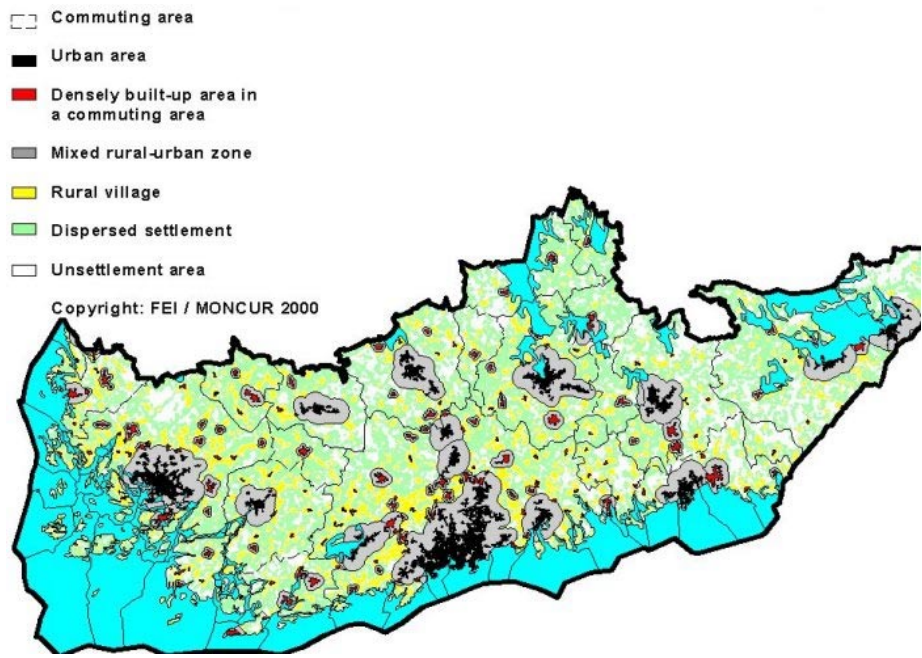 Commuting area
Urban area
Densely built-up area in
a commuting area
Mixed rural-urban zone
Rural village
Dispersed settlement
Unsettlement area
Copyright: FEI / MONCUR 2000